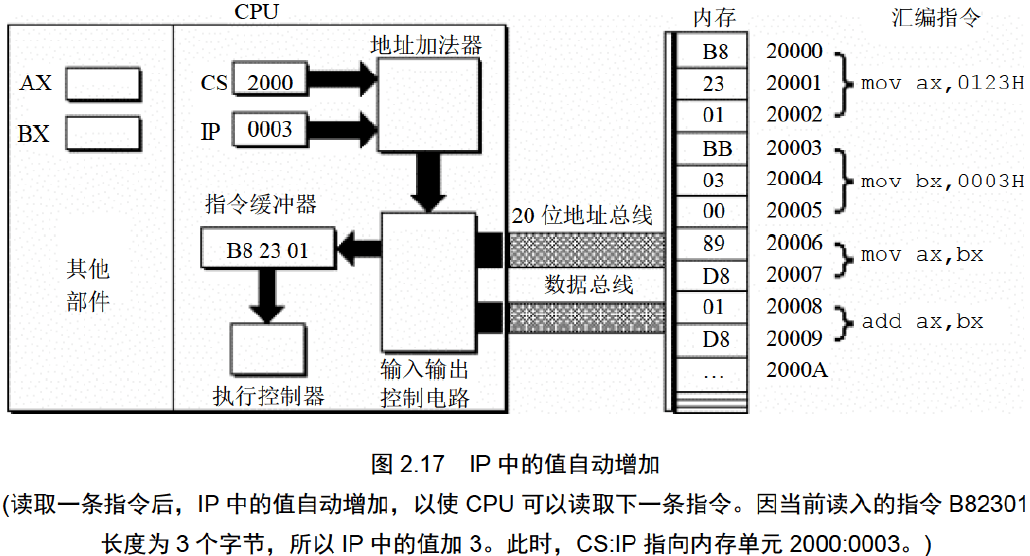 CPU
内存
汇编指令
地址加法器
AX
BX
CS 2000
IP 0003
指令缓冲器
B8 23 01
其他
部件
执行控制器
输入输出
控制电路
20 位地址总线
数据总线
B8 20000
23 20001 mov ax,0123H
01 20002
BB 20003
03 20004 mov bx,0003H
00 20005
89 20006
mov ax,bx
D8 20007
01 20008
add ax,bx
D8 20009
… 2000A
图 2.17 IP 中的值自动增加
(读取一条指令后，IP 中的值自动增加，以使 CPU 可以读取下一条指令。因当前读入的指令 B82301
长度为 3 个字节，所以 IP 中的值加 3。此时，CS:IP 指向内存单元 2000:0003。)